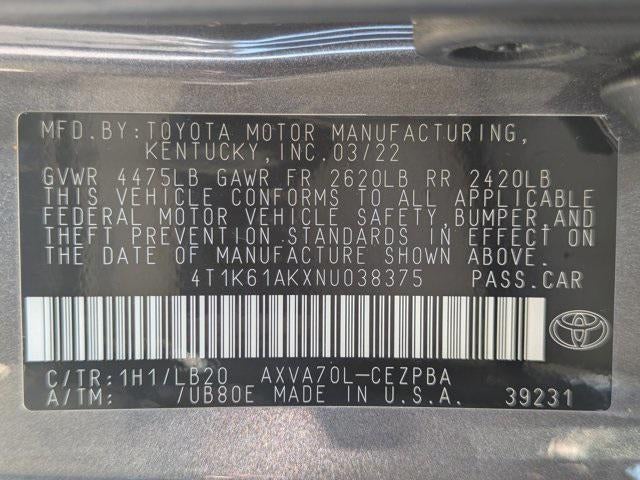 MFD.BY: TOYOTA MOTOR MANUFACTURING,
KENTUCKY, INC. 03/22
GVWR 4475LB GAWR FR 2620LB RR 2420LB
THIS VEHICLE CONFORMS TO ALL APPLICABLE
FEDERAL MOTOR VEHICLE SAFETY, BUMPER, AND
THEFT PREVENTION STANDARDS IN EFFECT ON
THE DATE OF MANUFACTURE SHOWN ABOVE.
4T1K61AKXNU038375 PASS.CAR
C/TR: 1H1/LB20 AXVA70L-CEZPBA
A/TM: /UB80E MADE IN U.S.A. 39231